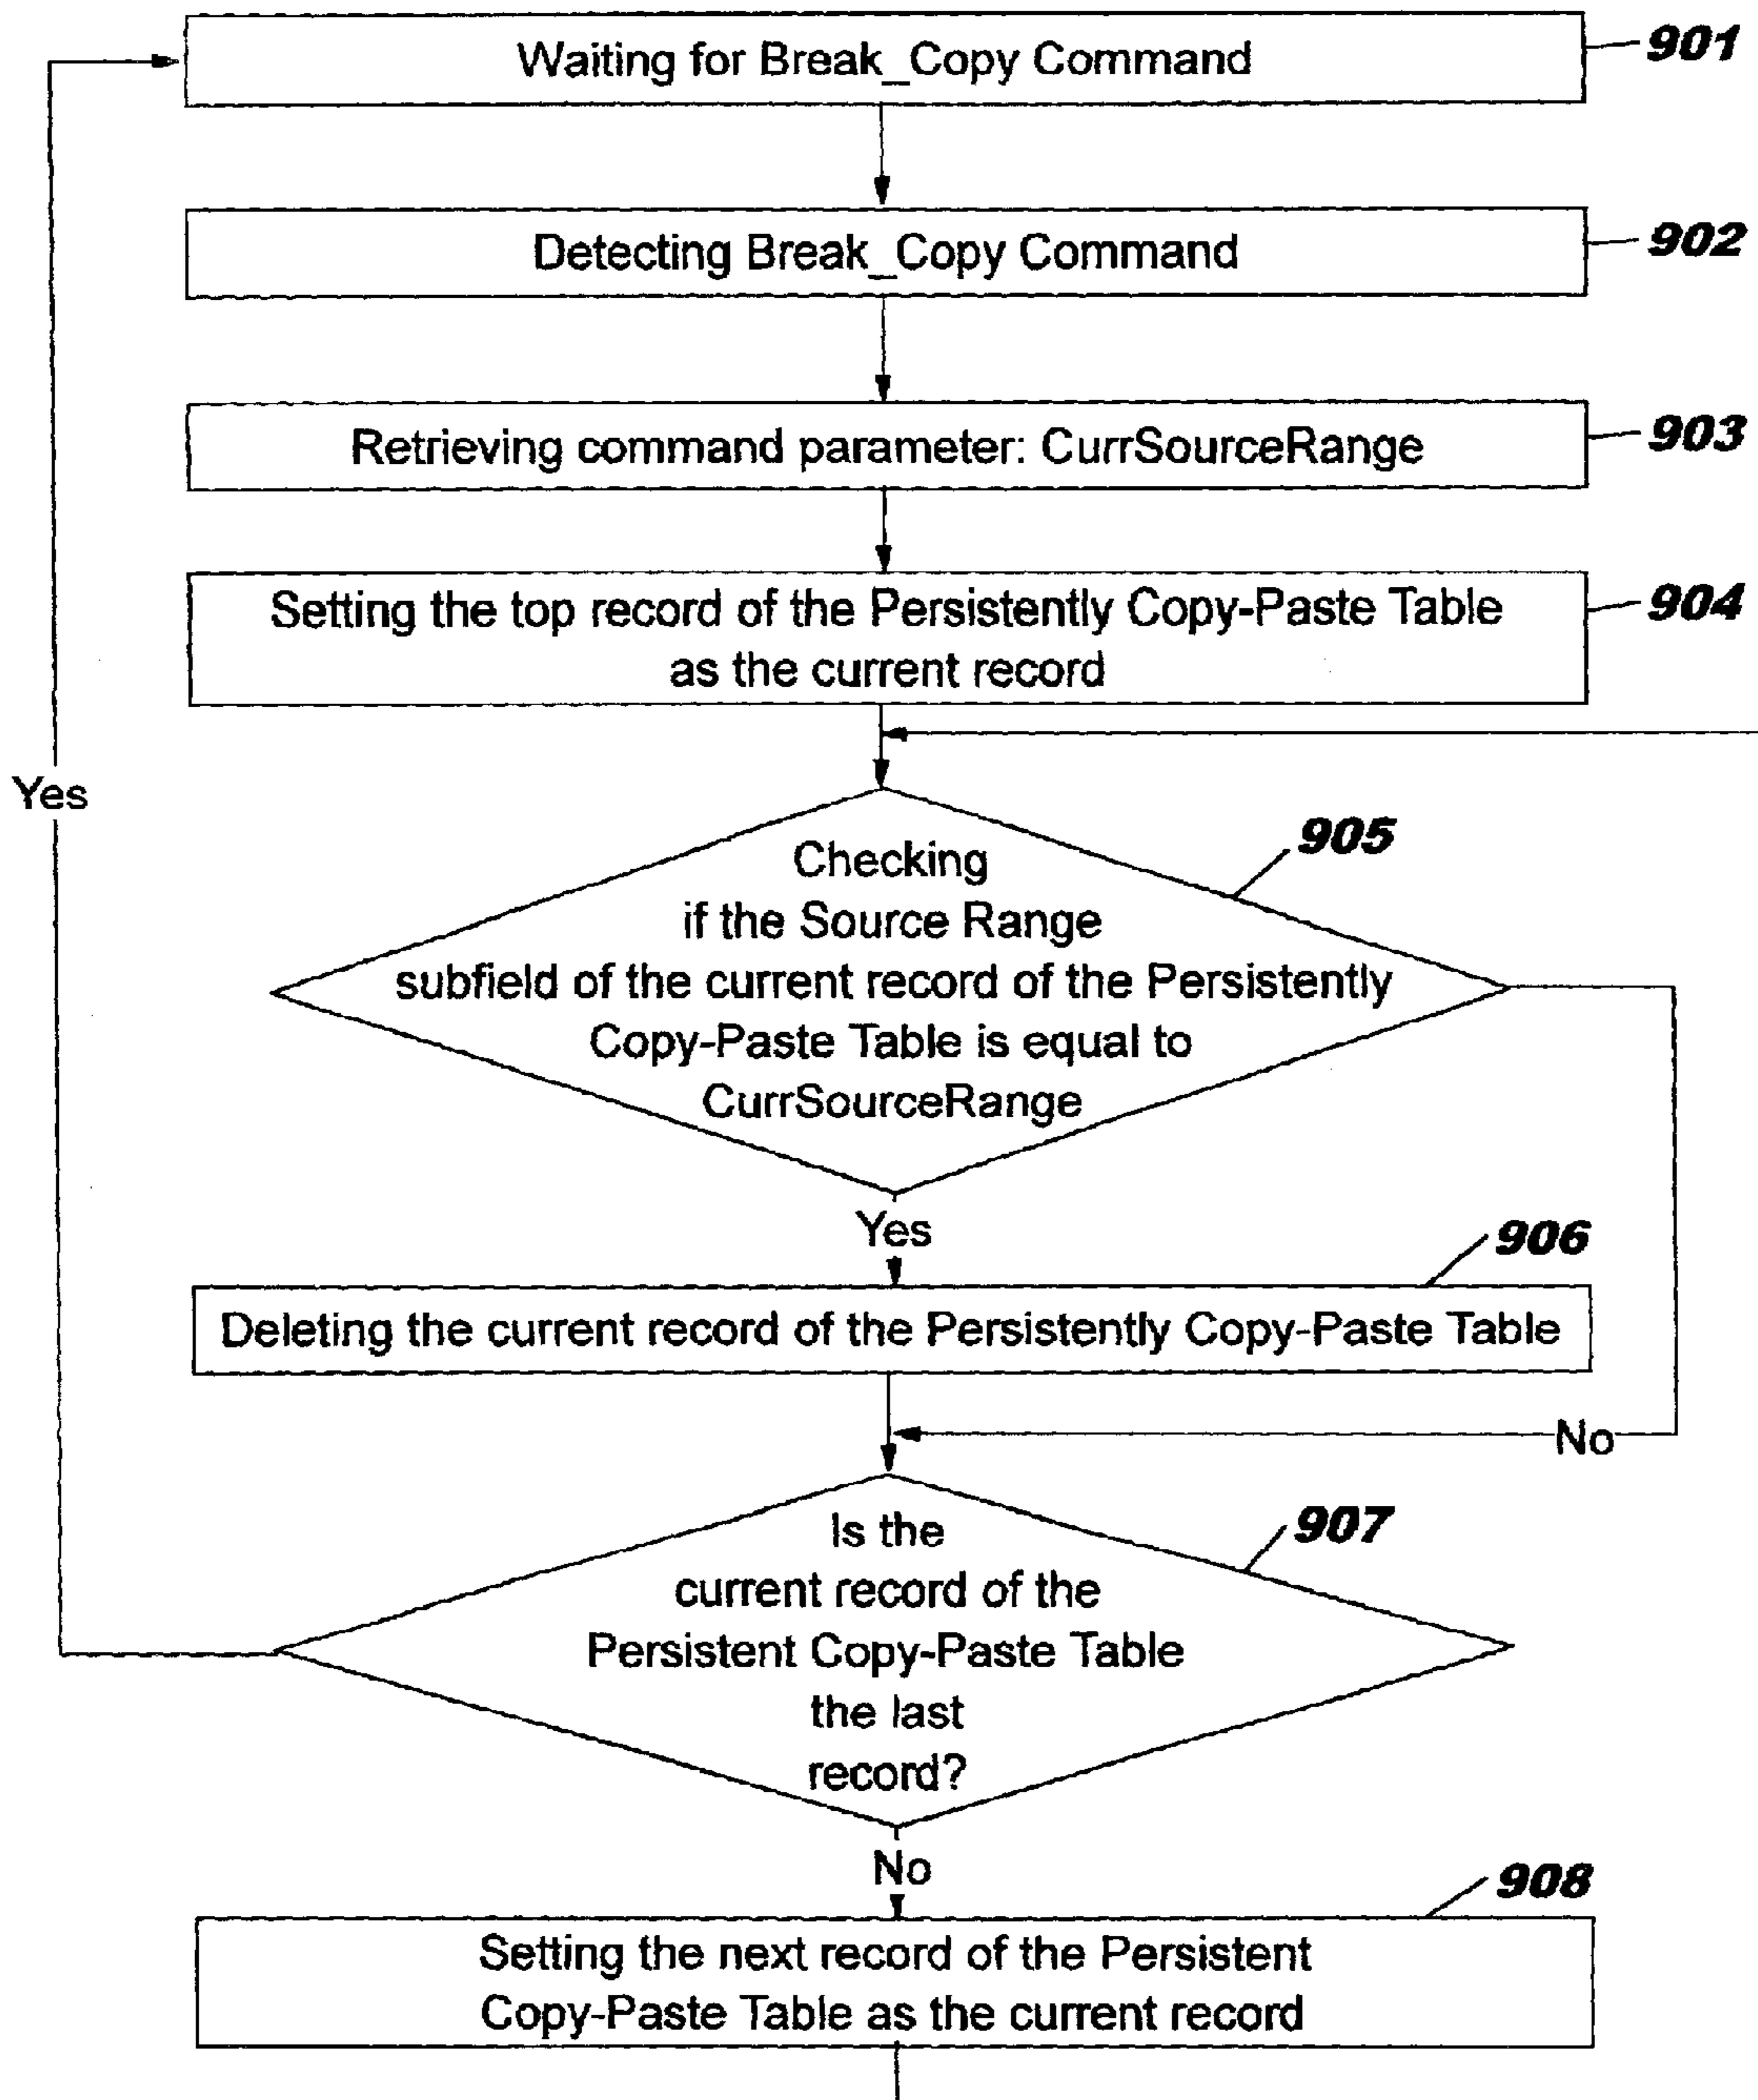 Waiting for Break_Copy Command
901
Detecting Break_Copy Command
902
Retrieving command parameter: CurrSourceRange
903
Setting the top record of the Persistently Copy-Paste Table
as the current record
904
Yes
905
Checking
if the Source Range
subfield of the current record of the Persistently
Copy-Paste Table is equal to
CurrSourceRange
Yes
906
Deleting the current record of the Persistently Copy-Paste Table
No
907
Is the
current record of the
Persistent Copy-Paste Table
the last
record?
No
908
Setting the next record of the Persistent
Copy-Paste Table as the current record